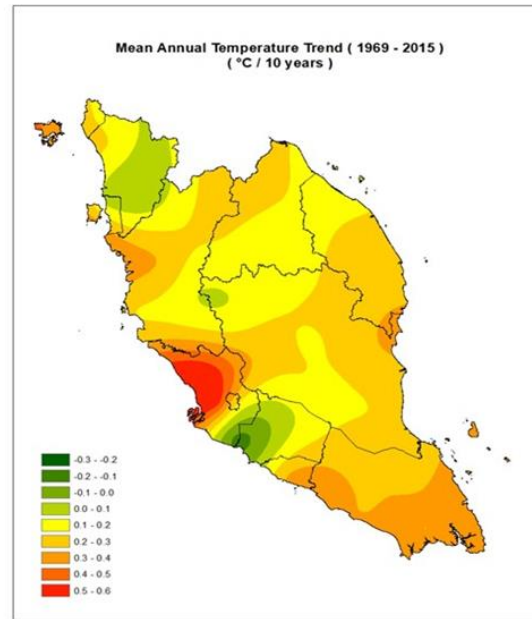 Mean Annual Temperature Trend ( 1969 - 2015 )
( °C / 10 years )
-0.3 - -0.2
-0.2 - -0.1
-0.1 - 0.0
0.0 - 0.1
0.1 - 0.2
0.2 - 0.3
0.3 - 0.4
0.4 - 0.5
0.5 - 0.6